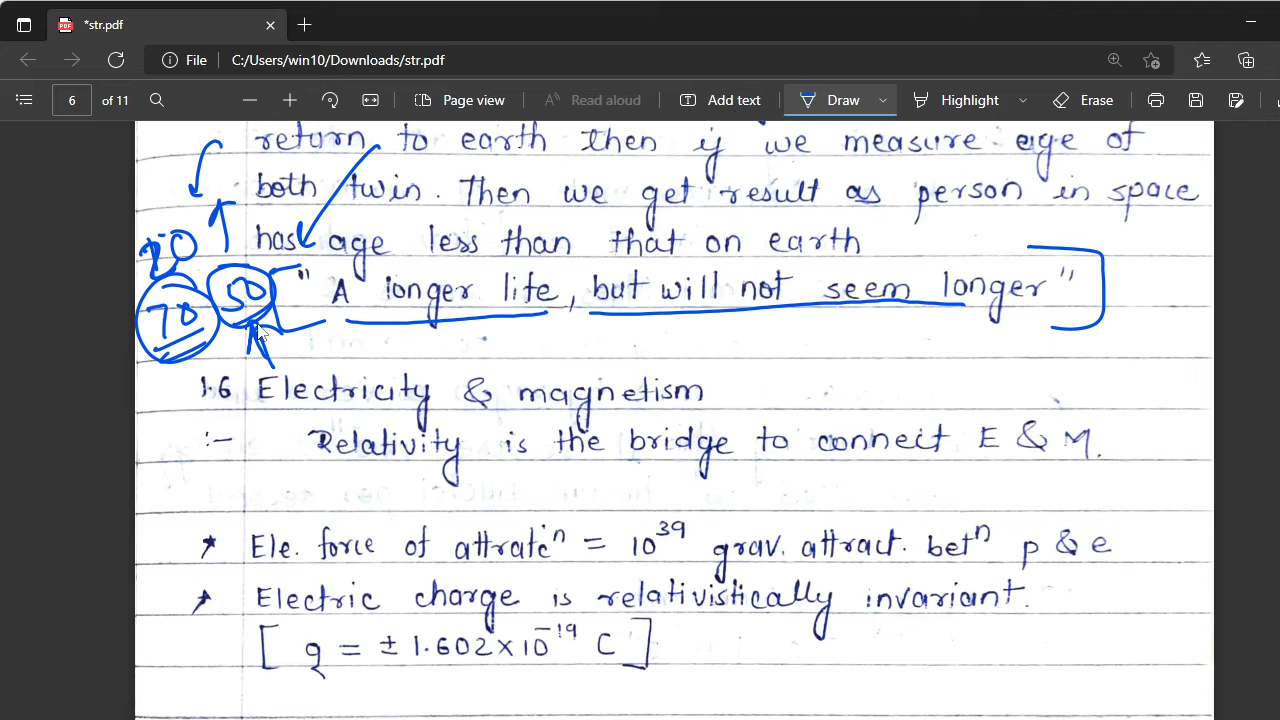 *str.pdf
File C:/Users/win10/Downloads/str.pdf
6 of 11 Page view Read aloud Add text Draw Highlight Erase
return to earth then if we measure age of
both twin. Then we get result as person in space
has age less than that on earth
70 50 "A longer life, but will not seem longer"
1.6 Electricity & magnetism
:- Relativity is the bridge to connect E & M.
* Ele. force of attratcⁿ = 10³⁹ grav. attract. betⁿ p & e
* Electric charge is relativistically invariant.
[ q = ± 1.602×10⁻¹⁹ C ]